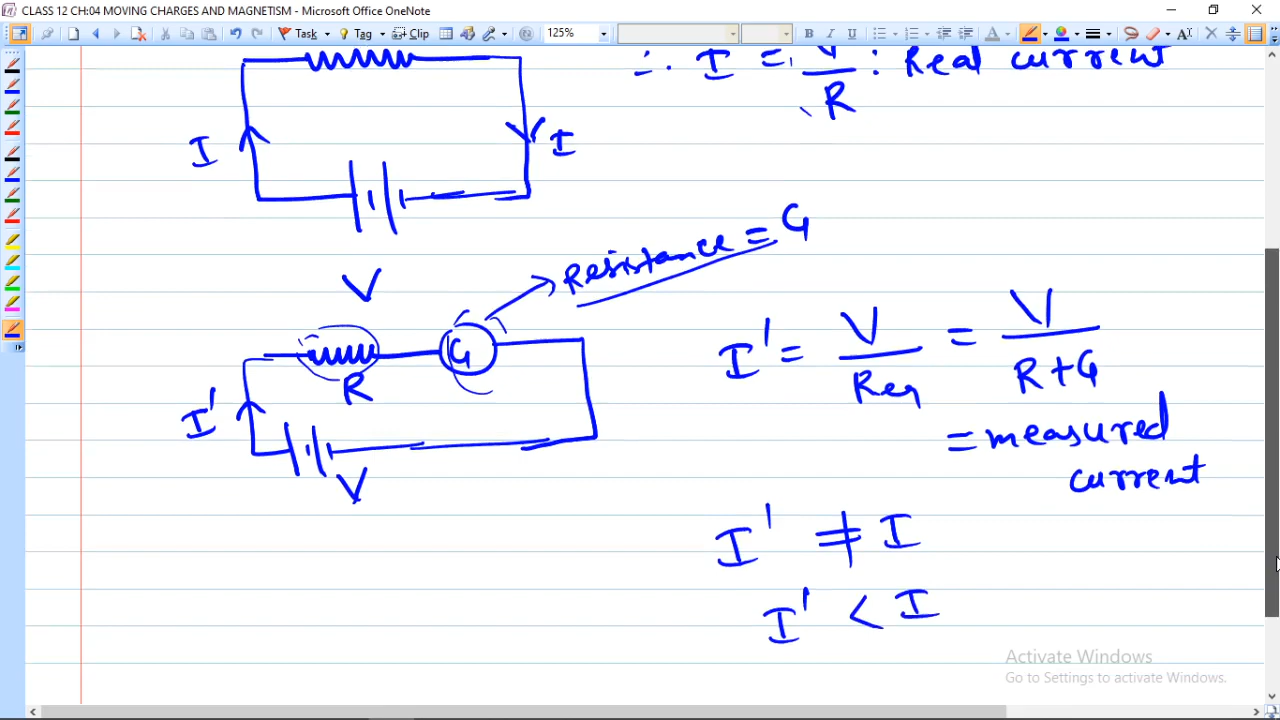 CLASS 12 CH:04 MOVING CHARGES AND MAGNETISM - Microsoft Office OneNote
Task Tag Clip 125% B I U
∴ I = V/R : Real current
I
I
V
Resistance = G
G
R
I'
V
I' = V/Req = V/R+G
= measured
current
I' ≠ I
I' < I
Activate Windows
Go to Settings to activate Windows.